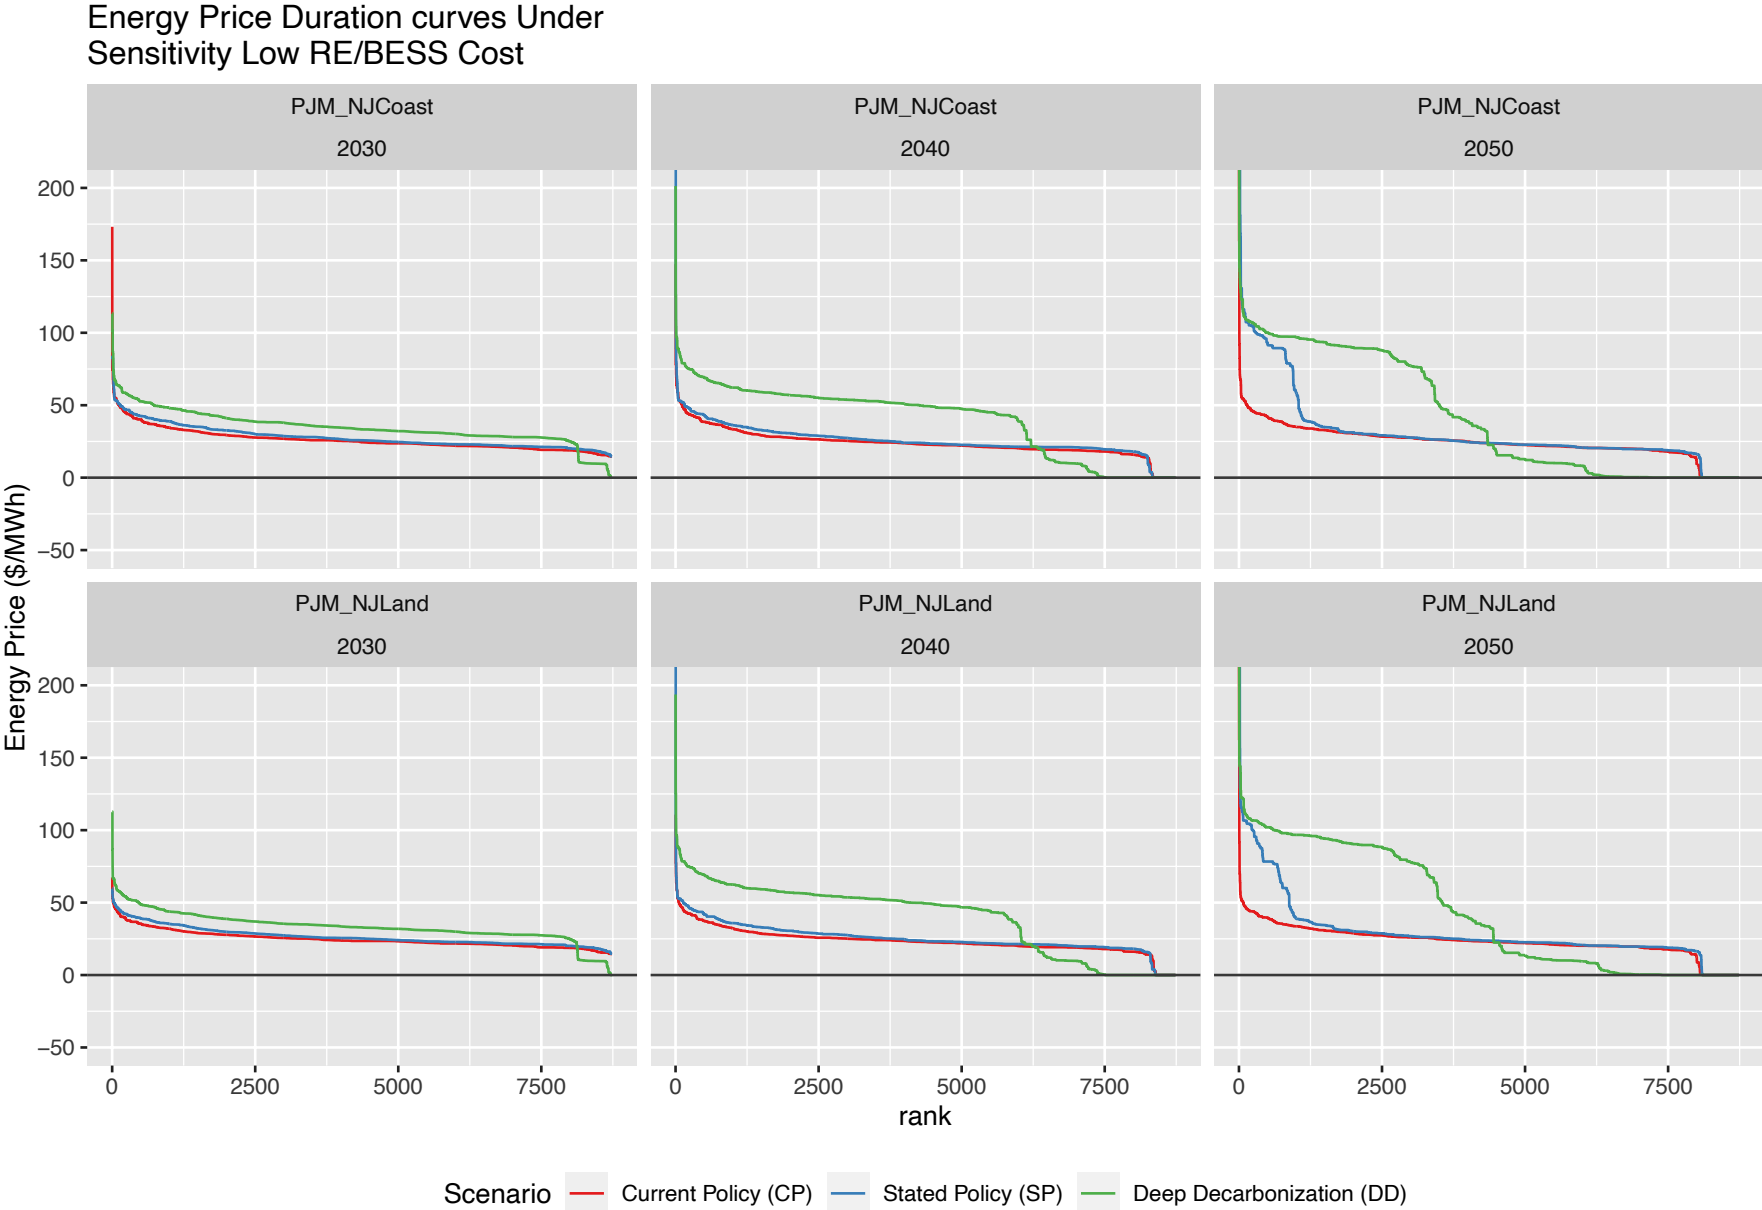 Energy Price Duration curves Under
Sensitivity Low RE/BESS Cost
PJM_NJCoast
2030
PJM_NJCoast
2040
PJM_NJCoast
2050
200
150
100
50
0
−50
PJM_NJLand
2030
PJM_NJLand
2040
PJM_NJLand
2050
200
150
100
50
0
−50
Energy Price ($/MWh)
0 2500 5000 7500
0 2500 5000 7500
0 2500 5000 7500
rank
Scenario Current Policy (CP) Stated Policy (SP) Deep Decarbonization (DD)